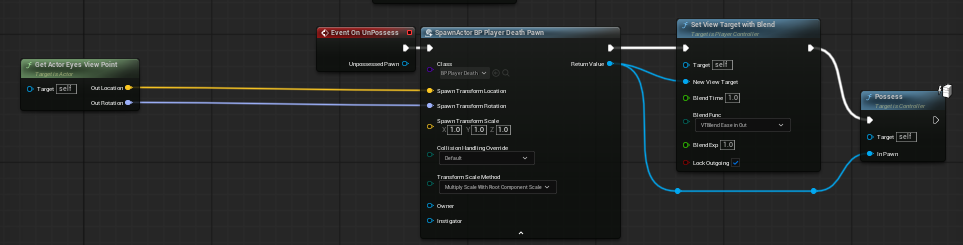 Get Actor Eyes View Point
Target is Actor
Target self
Out Location
Out Rotation
Event On UnPossess
Unpossessed Pawn
SpawnActor BP Player Death Pawn
Class
BP Player Death
Return Value
Spawn Transform Location
Spawn Transform Rotation
Spawn Transform Scale
X 1.0 Y 1.0 Z 1.0
Collision Handling Override
Default
Transform Scale Method
Multiply Scale With Root Component Scale
Owner
Instigator
Set View Target with Blend
Target is Player Controller
Target self
New View Target
Blend Time 1.0
Blend Func
VTBlend Ease in Out
Blend Exp 1.0
Lock Outgoing
Possess
Target is Controller
Target self
In Pawn